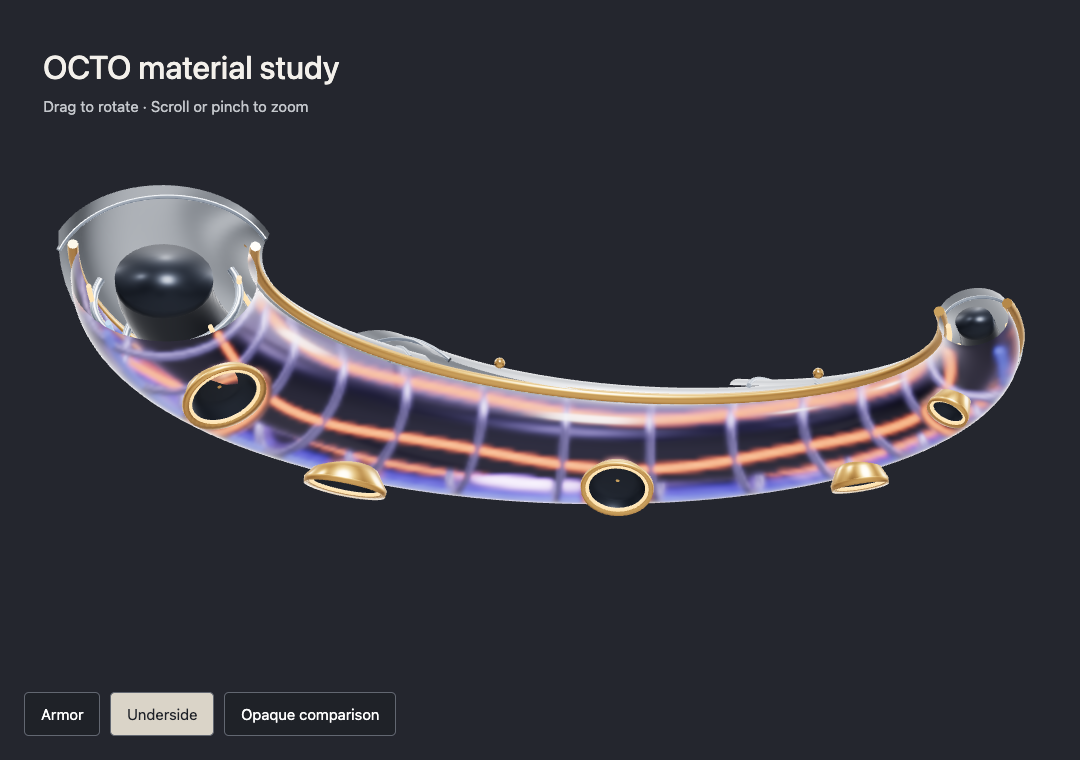 OCTO material study
Drag to rotate · Scroll or pinch to zoom
Armor
Underside
Opaque comparison